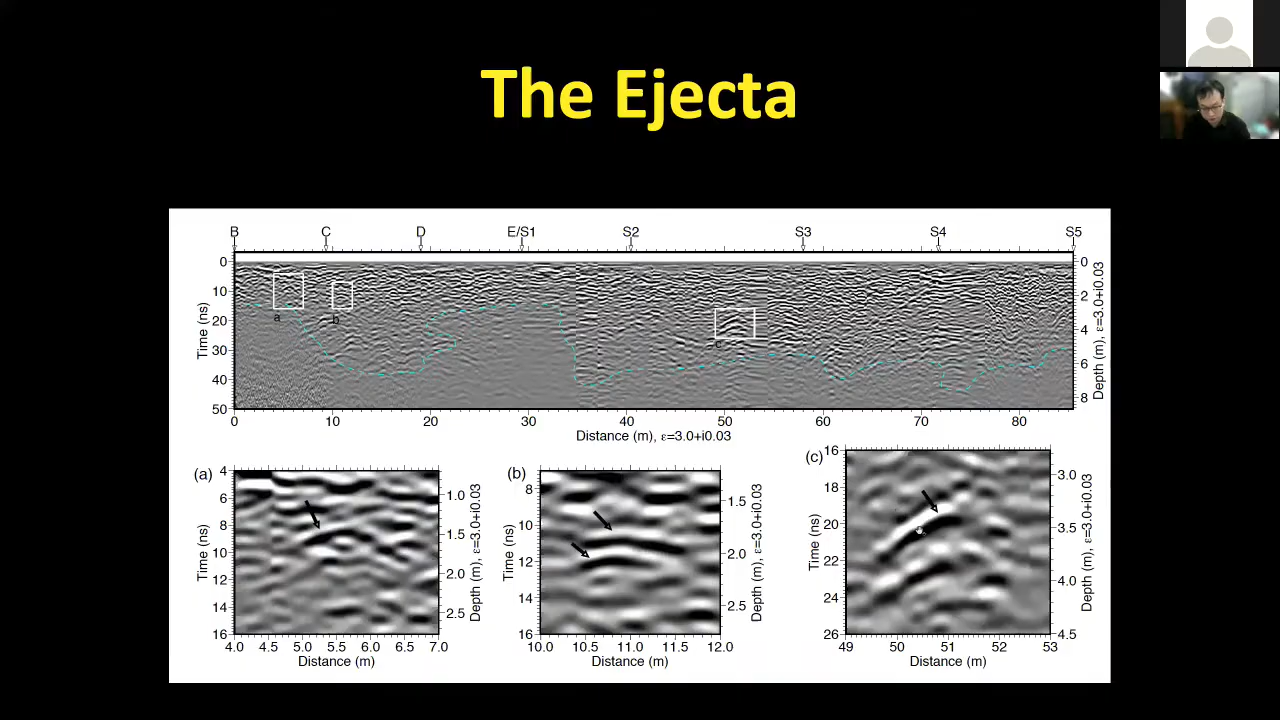 The Ejecta
B C D E/S1 S2 S3 S4 S5
0 10 20 30 40 50
Time (ns)
a
b
c
0 2 4 6 8
Depth (m), ε=3.0+i0.03
0 10 20 30 40 50 60 70 80
Distance (m), ε=3.0+i0.03
(a)
4 6 8 10 12 14 16
Time (ns)
1.0 1.5 2.0 2.5
Depth (m), ε=3.0+i0.03
4.0 4.5 5.0 5.5 6.0 6.5 7.0
Distance (m)
(b)
8 10 12 14 16
Time (ns)
1.5 2.0 2.5
Depth (m), ε=3.0+i0.03
10.0 10.5 11.0 11.5 12.0
Distance (m)
(c)
16 18 20 22 24 26
Time (ns)
3.0 3.5 4.0 4.5
Depth (m), ε=3.0+i0.03
49 50 51 52 53
Distance (m)